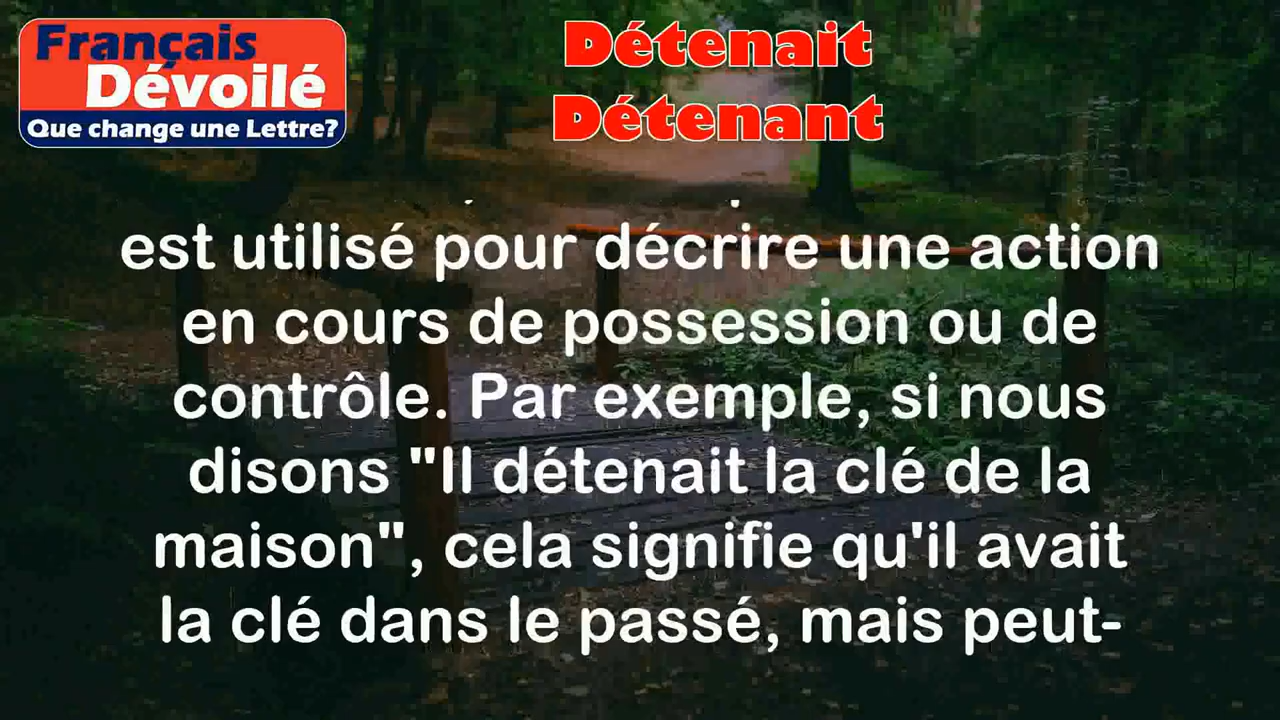 Français
Dévoilé
Que change une Lettre?
Détenait
Détenant
est utilisé pour décrire une action
en cours de possession ou de
contrôle. Par exemple, si nous
disons "Il détenait la clé de la
maison", cela signifie qu'il avait
la clé dans le passé, mais peut-